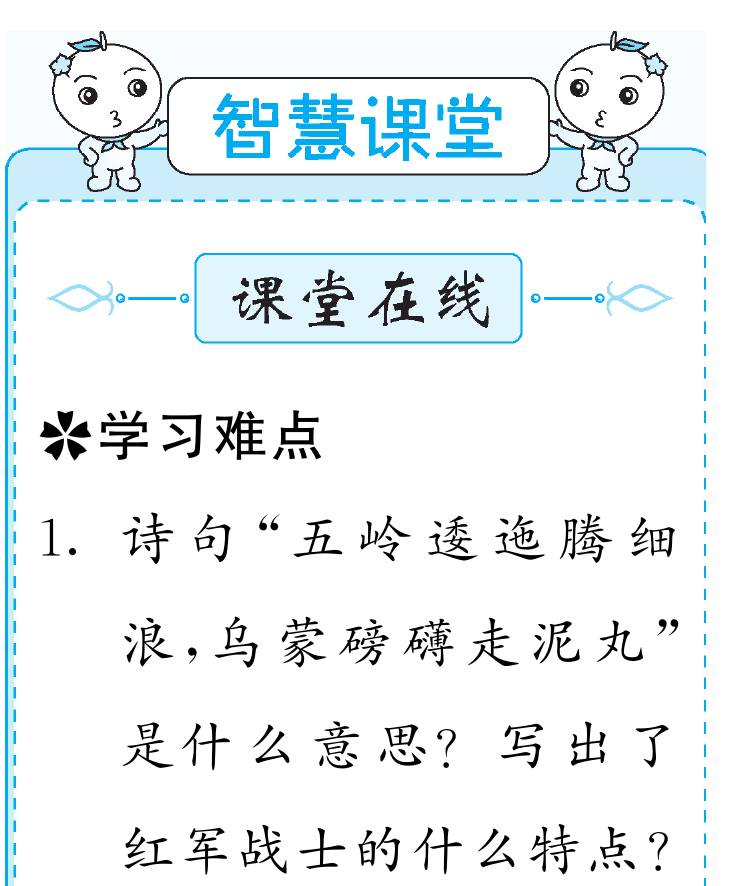 智慧课堂
课堂在线
学习难点
1. 诗句“五岭逶迤腾细
浪,乌蒙磅礴走泥丸”
是什么意思？写出了
红军战士的什么特点？